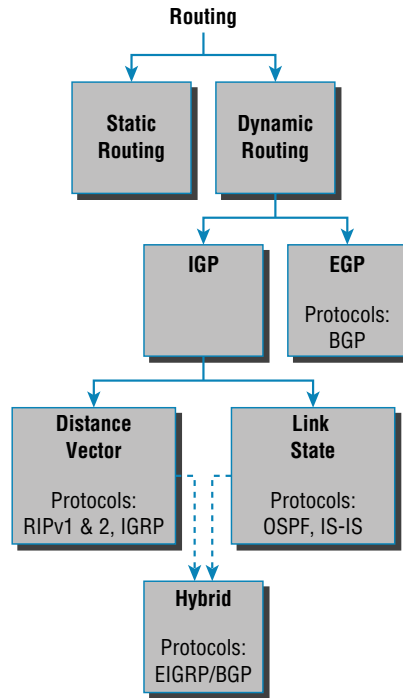 Routing
Static
Routing
Dynamic
Routing
IGP
EGP
Protocols:
BGP
Distance
Vector
Protocols:
RIPv1 & 2, IGRP
Link
State
Protocols:
OSPF, IS-IS
Hybrid
Protocols:
EIGRP/BGP